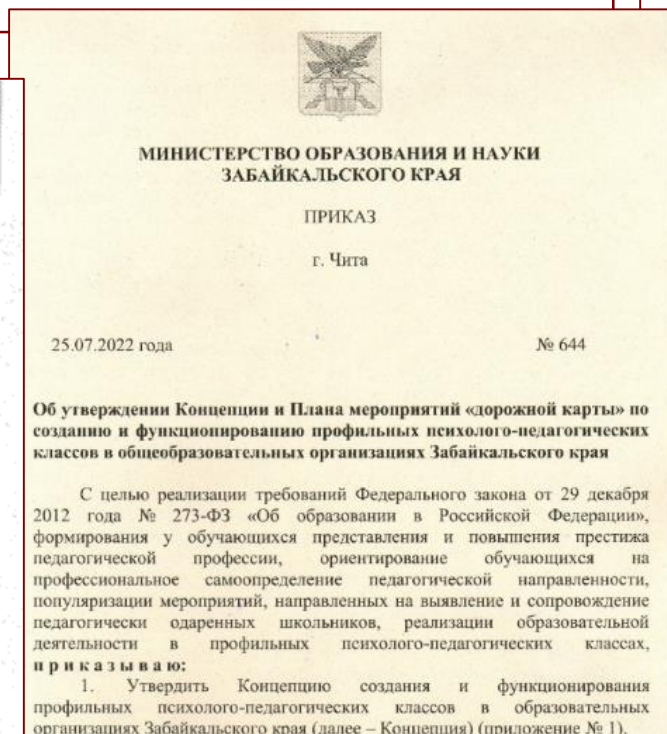 МИНИСТЕРСТВО ОБРАЗОВАНИЯ И НАУКИ
ЗАБАЙКАЛЬСКОГО КРАЯ
ПРИКАЗ
г. Чита
25.07.2022 года № 644
Об утверждении Концепции и Плана мероприятий «дорожной карты» по
созданию и функционированию профильных психолого-педагогических
классов в общеобразовательных организациях Забайкальского края
С целью реализации требований Федерального закона от 29 декабря
2012 года № 273-ФЗ «Об образовании в Российской Федерации»,
формирования у обучающихся представления и повышения престижа
педагогической профессии, ориентирование обучающихся на
профессиональное самоопределение педагогической направленности,
популяризации мероприятий, направленных на выявление и сопровождение
педагогически одаренных школьников, реализации образовательной
деятельности в профильных психолого-педагогических классах,
приказываю:
1. Утвердить Концепцию создания и функционирования
профильных психолого-педагогических классов в образовательных
организациях Забайкальского края (далее – Концепция) (приложение № 1).